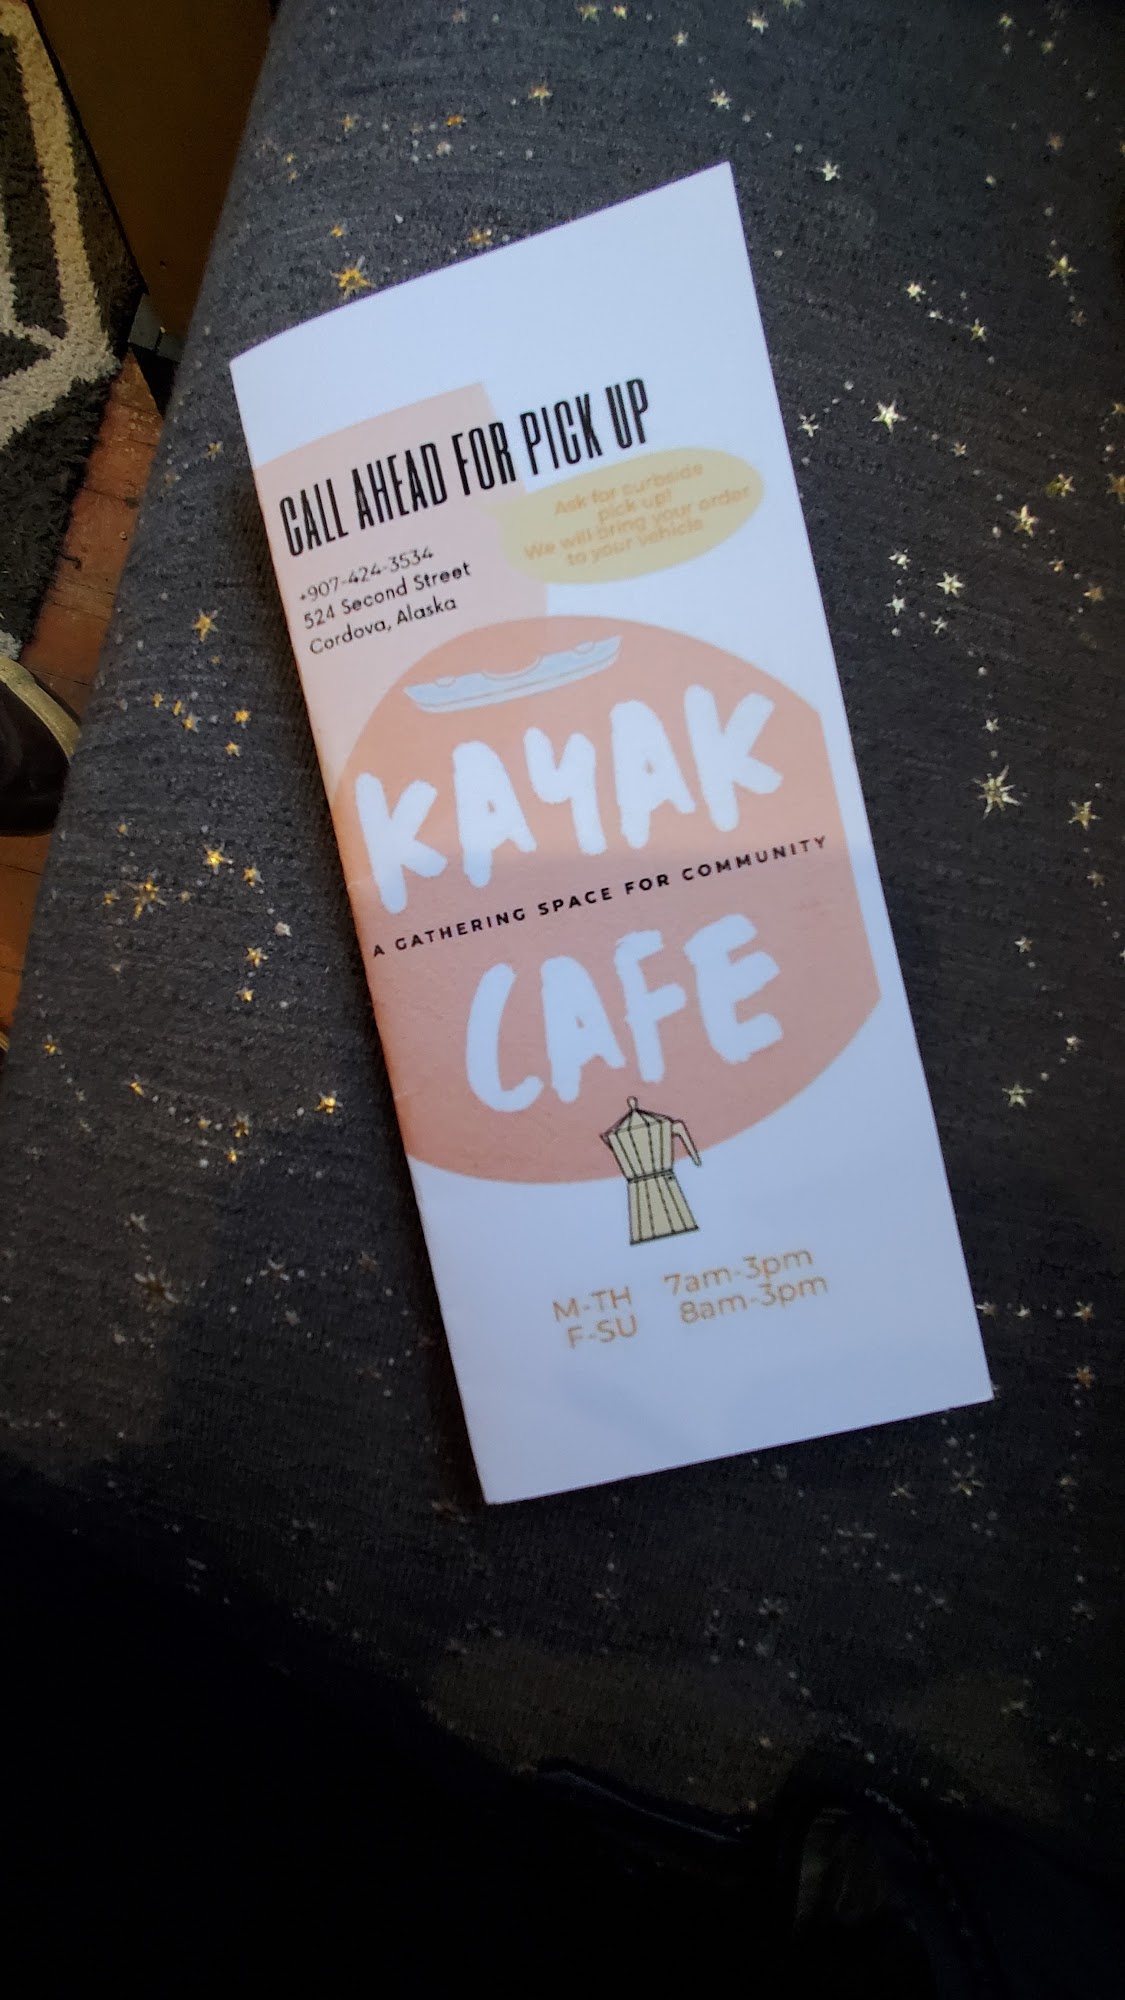 CALL AHEAD FOR PICK UP
Ask for curbside
pick up!
We will bring your order
to your vehicle
+907-424-3534
524 Second Street
Cordova, Alaska
KAYAK
A GATHERING SPACE FOR COMMUNITY
CAFE
M-TH 7am-3pm
F-SU 8am-3pm